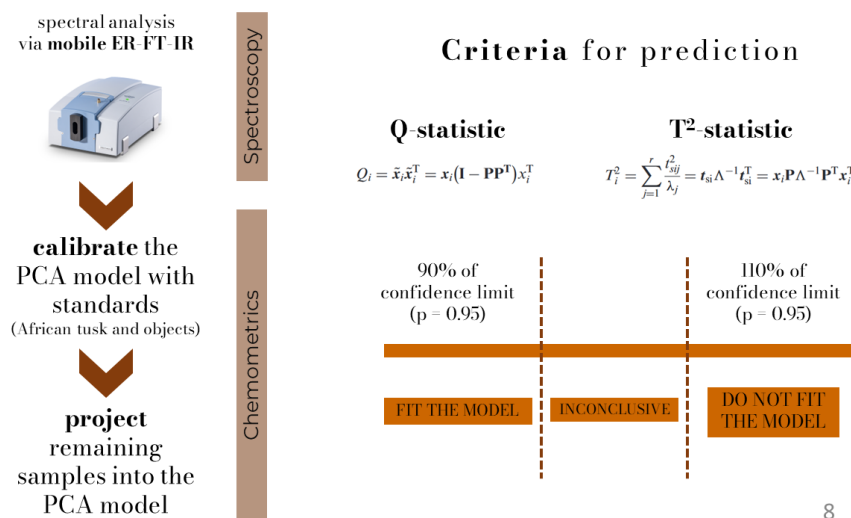 spectral analysis
via mobile ER-FT-IR
Spectroscopy
calibrate the
PCA model with
standards
(African tusk and objects)
Chemometrics
project
remaining
samples into the
PCA model
Criteria for prediction
Q-statistic
Qᵢ = x̃ᵢx̃ᵢᵀ = xᵢ(I − PPᵀ)xᵢᵀ
T²-statistic
Tᵢ² = ∑ⱼ₌₁ʳ t²ₛᵢⱼ/λⱼ = tₛᵢΛ⁻¹tₛᵢᵀ = xᵢPΛ⁻¹Pᵀxᵢᵀ
90% of
confidence limit
(p = 0.95)
110% of
confidence limit
(p = 0.95)
FIT THE MODEL
INCONCLUSIVE
DO NOT FIT
THE MODEL
8